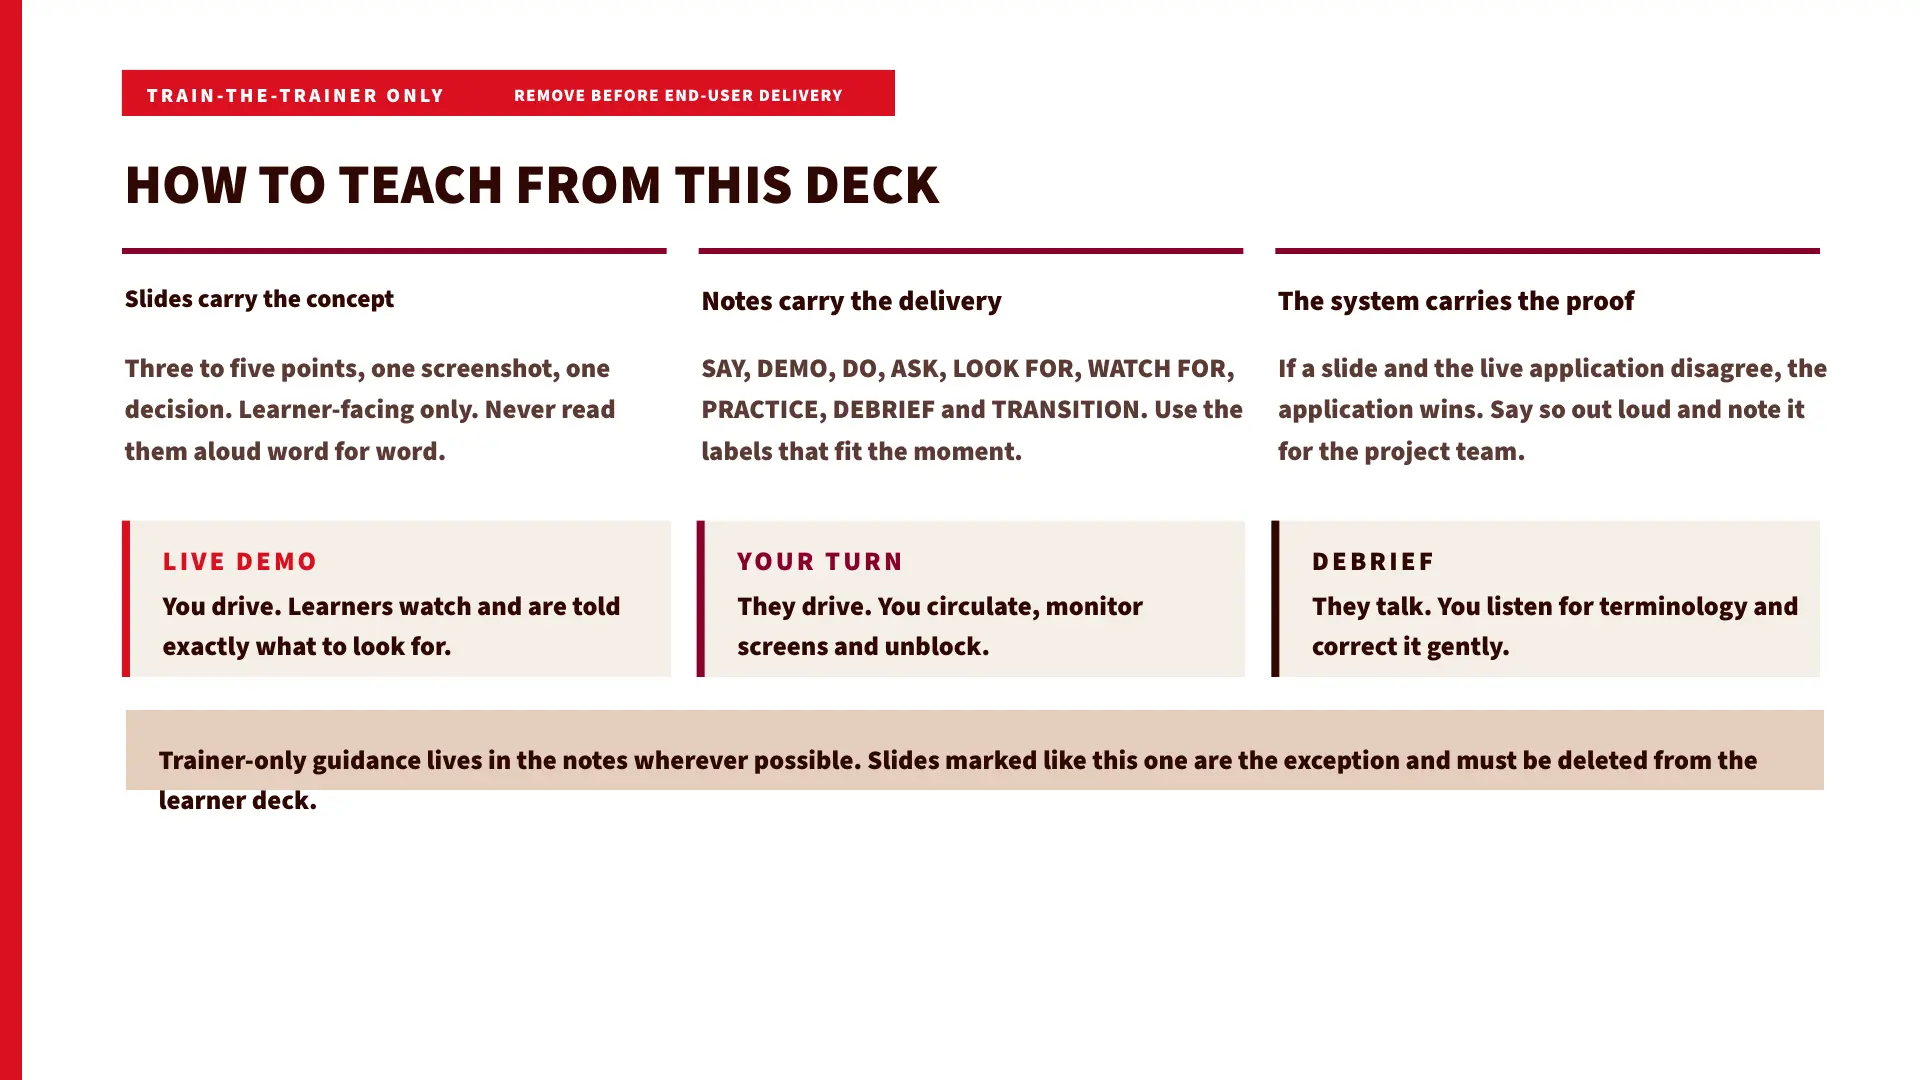 TRAIN-THE-TRAINER ONLY REMOVE BEFORE END-USER DELIVERY
HOW TO TEACH FROM THIS DECK
Slides carry the concept
Three to five points, one screenshot, one
decision. Learner-facing only. Never read
them aloud word for word.
Notes carry the delivery
SAY, DEMO, DO, ASK, LOOK FOR, WATCH FOR,
PRACTICE, DEBRIEF and TRANSITION. Use the
labels that fit the moment.
The system carries the proof
If a slide and the live application disagree, the
application wins. Say so out loud and note it
for the project team.
LIVE DEMO
You drive. Learners watch and are told
exactly what to look for.
YOUR TURN
They drive. You circulate, monitor
screens and unblock.
DEBRIEF
They talk. You listen for terminology and
correct it gently.
Trainer-only guidance lives in the notes wherever possible. Slides marked like this one are the exception and must be deleted from the
learner deck.